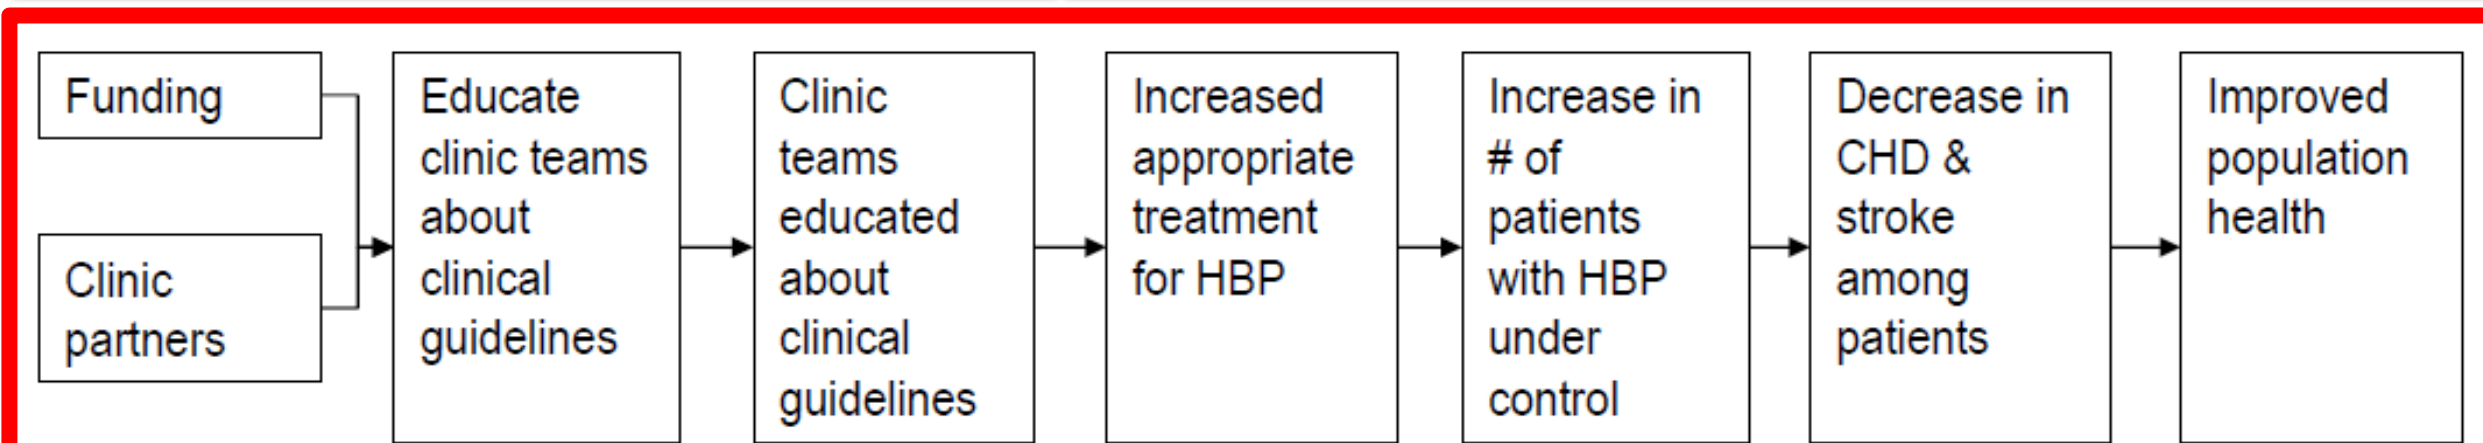 Funding
Clinic
partners
Educate
clinic teams
about
clinical
guidelines
Clinic
teams
educated
about
clinical
guidelines
Increased
appropriate
treatment
for HBP
Increase in
# of
patients
with HBP
under
control
Decrease in
CHD &
stroke
among
patients
Improved
population
health